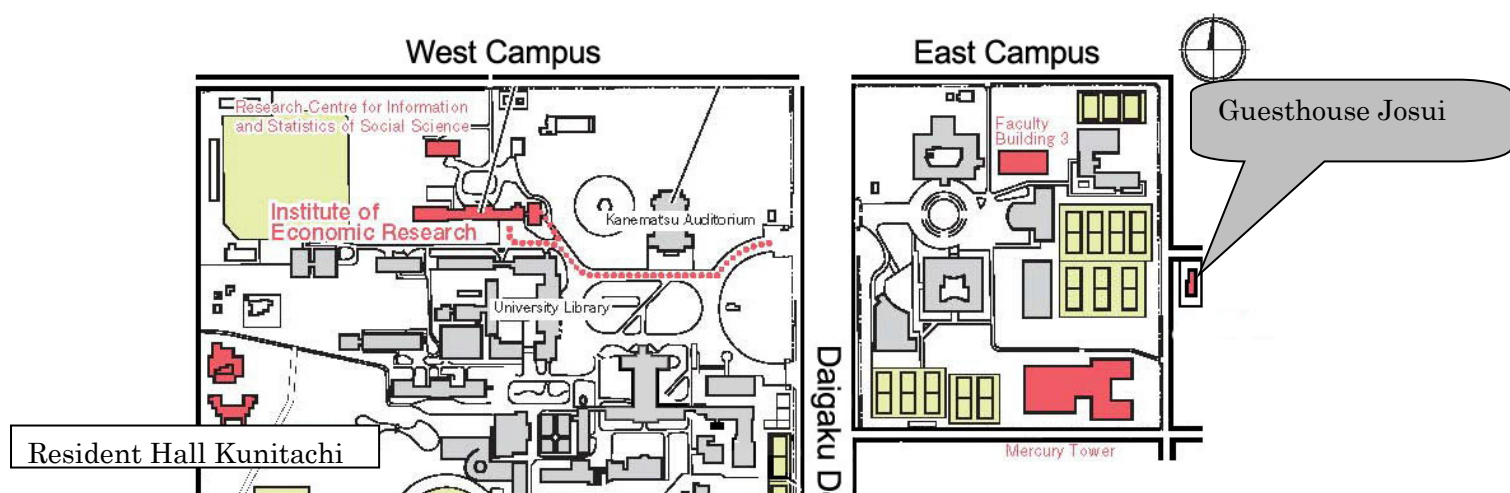 West Campus
East Campus
Research Centre for Information
and Statistics of Social Science
Faculty
Building 3
Guesthouse Josui
Institute of
Economic Research
Kanematsu Auditorium
University Library
Daigaku D
Resident Hall Kunitachi
Mercury Tower